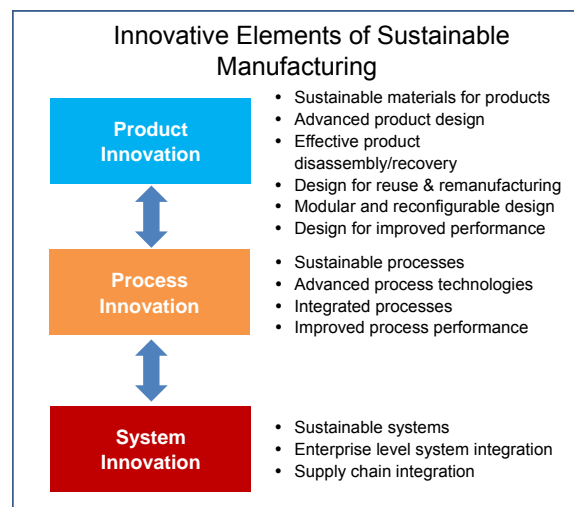 Innovative Elements of Sustainable
Manufacturing
Product
Innovation
• Sustainable materials for products
• Advanced product design
• Effective product
disassembly/recovery
• Design for reuse & remanufacturing
• Modular and reconfigurable design
• Design for improved performance
Process
Innovation
• Sustainable processes
• Advanced process technologies
• Integrated processes
• Improved process performance
System
Innovation
• Sustainable systems
• Enterprise level system integration
• Supply chain integration